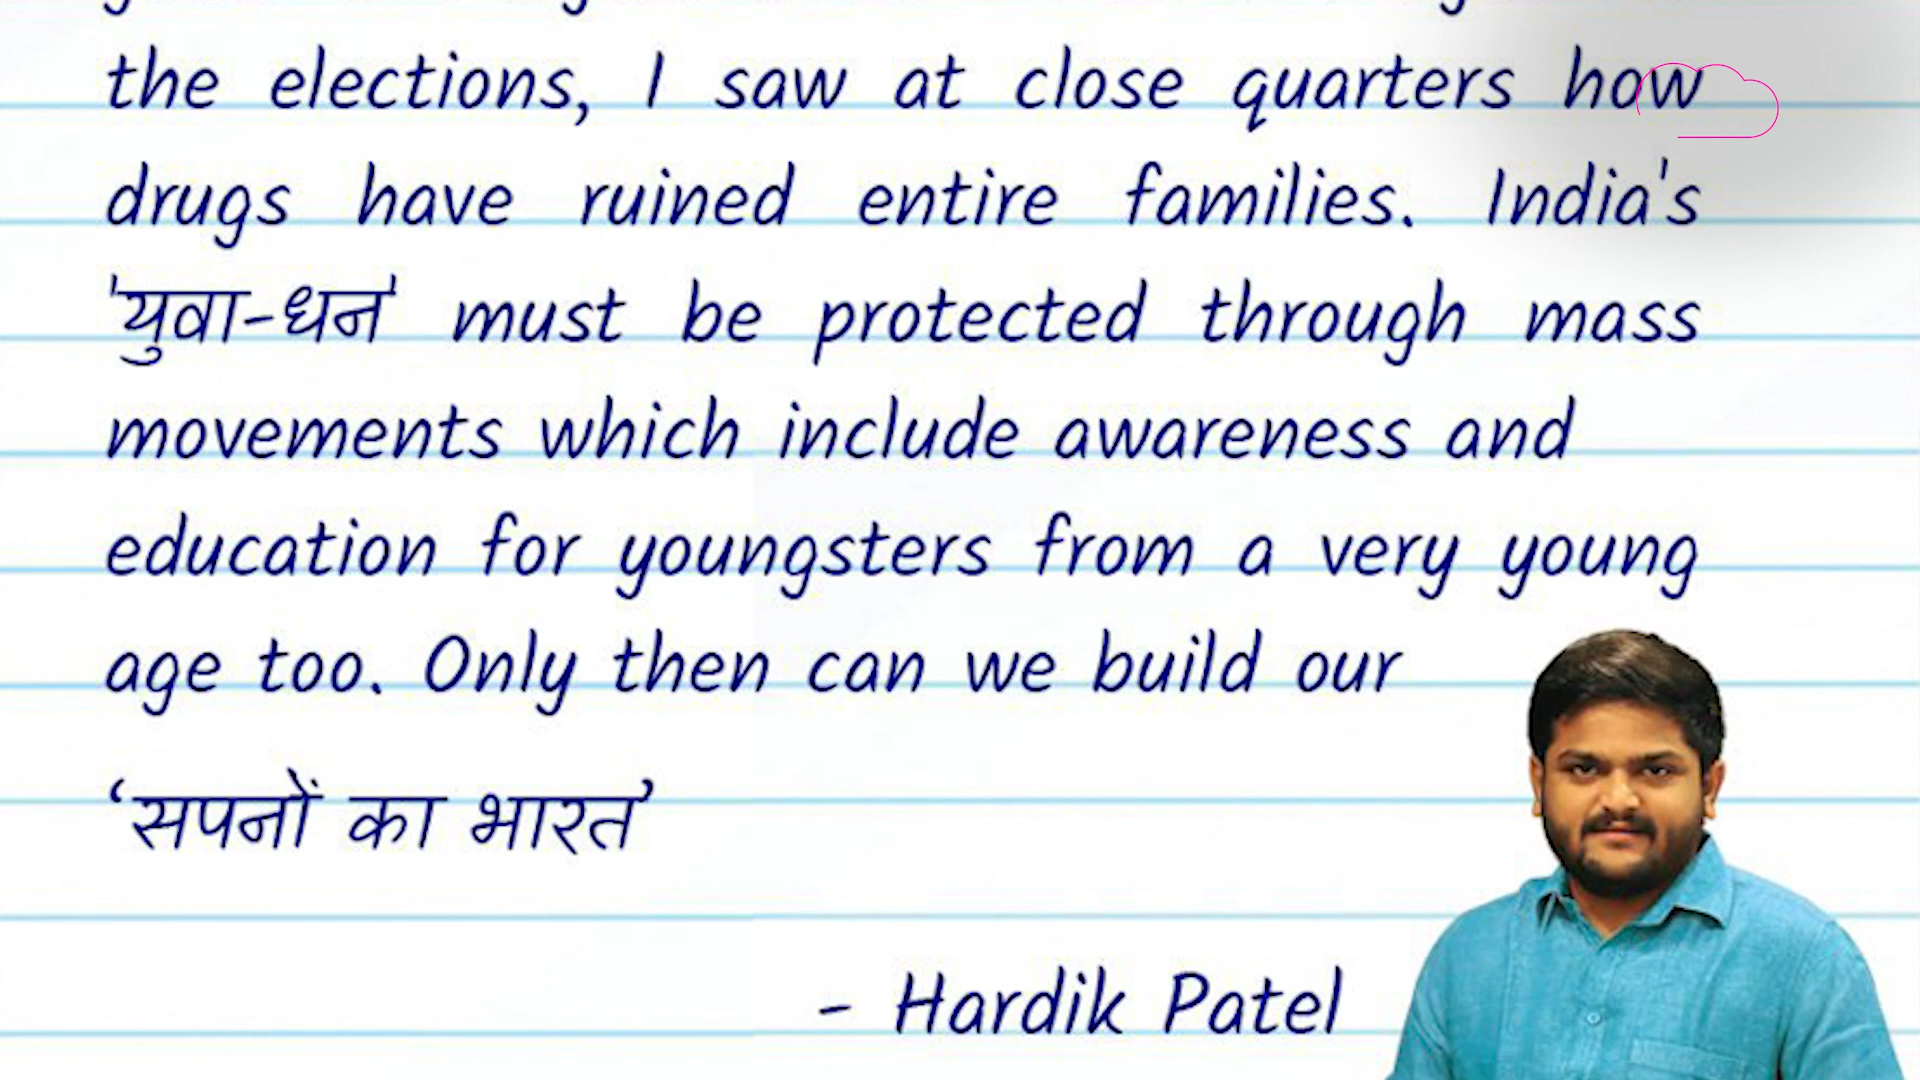 the elections, I saw at close quarters how
drugs have ruined entire families. India's
'युवा-धन' must be protected through mass
movements which include awareness and
education for youngsters from a very young
age too. Only then can we build our
‘सपनों का भारत’
- Hardik Patel